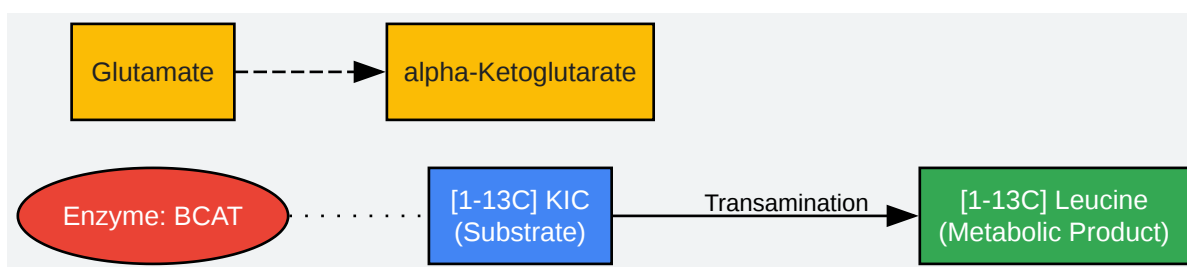 Glutamate
alpha-Ketoglutarate
Enzyme: BCAT
[1-13C] KIC
(Substrate)
Transamination
[1-13C] Leucine
(Metabolic Product)